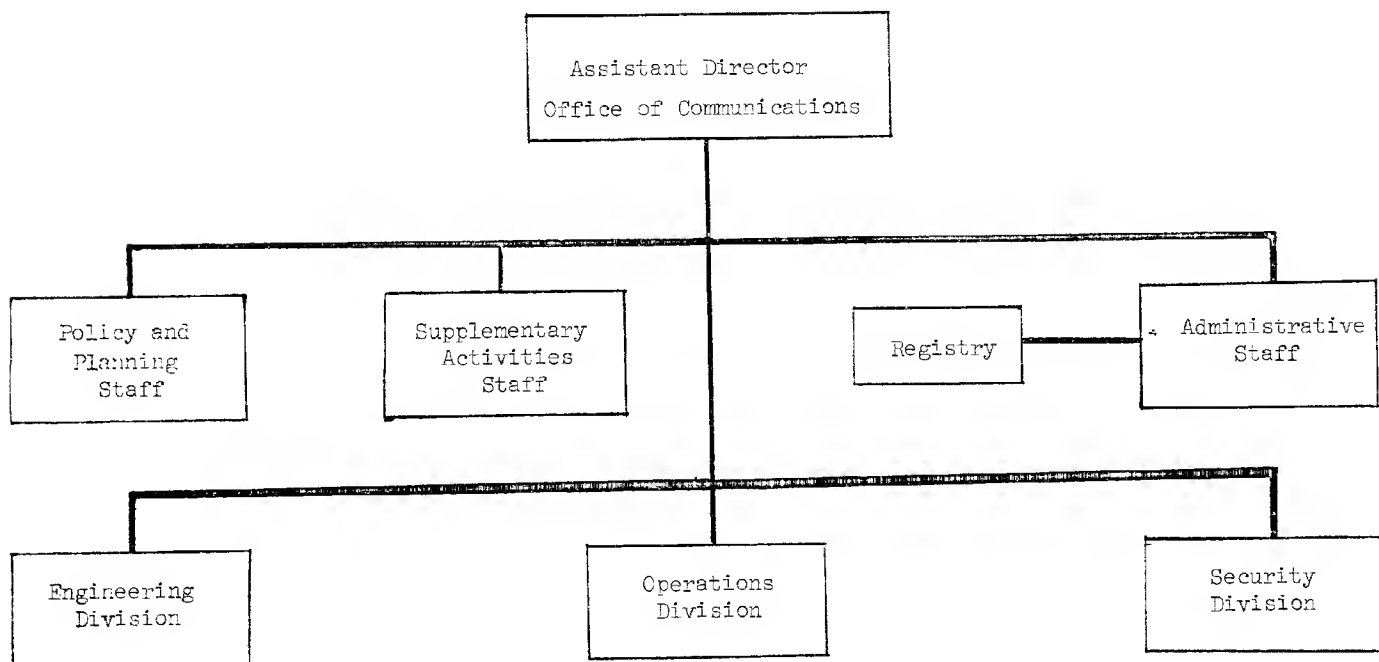 Assistant Director
Office of Communications
Policy and
Planning
Staff
Supplementary
Activities
Staff
Registry
Administrative
Staff
Engineering
Division
Operations
Division
Security
Division